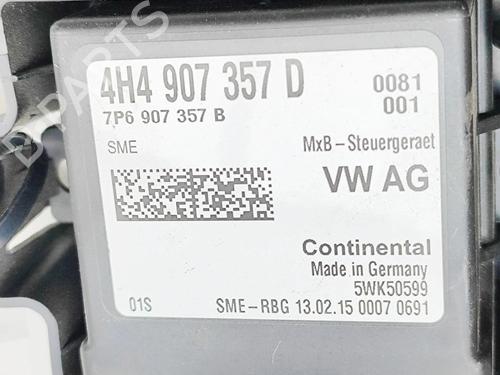 4H4 907 357 D 0081
7P6 907 357 B 001
SME MxB-Steuergeraet
VW AG
Continental
Made in Germany
5WK50599
01S SME-RBG 13.02.15 0007 0691